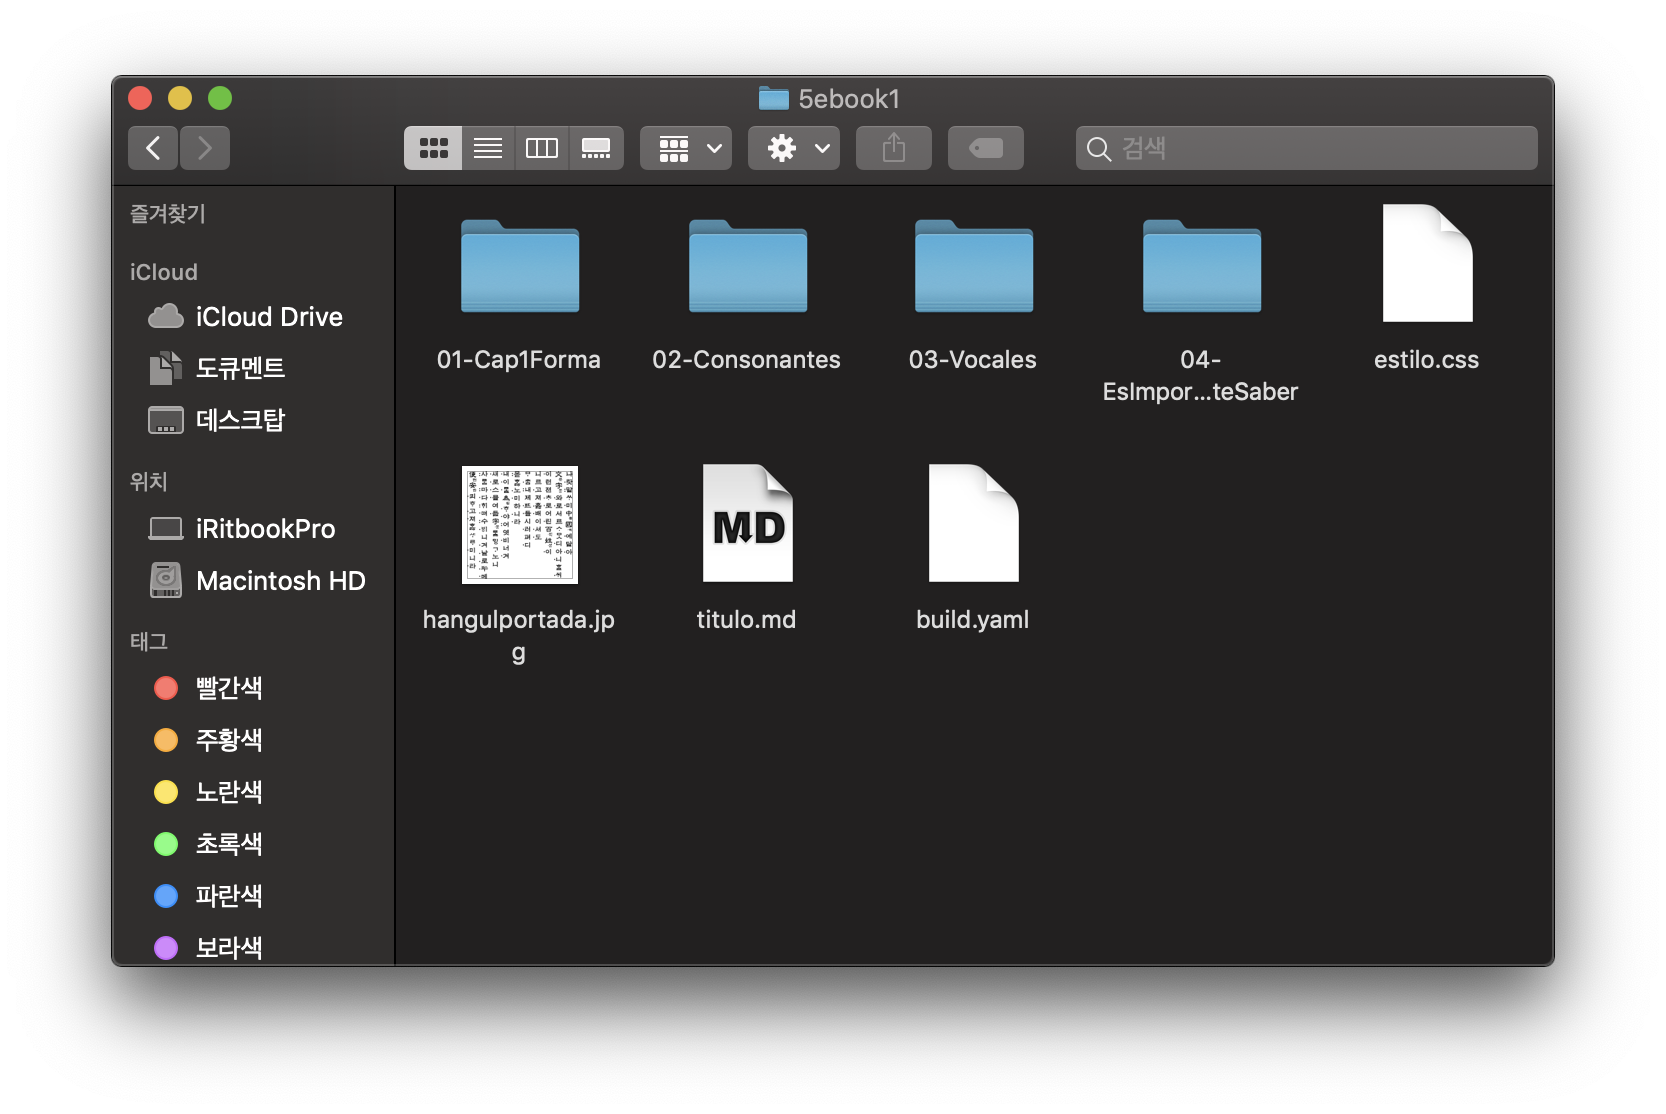 5ebook1
검색
즐겨찾기
iCloud
iCloud Drive
도큐멘트
데스크탑
위치
iRitbookPro
Macintosh HD
태그
빨간색
주황색
노란색
초록색
파란색
보라색
01-Cap1Forma
02-Consonantes
03-Vocales
04-
EsImpor...teSaber
estilo.css
hangulportada.jp
g
MD
titulo.md
build.yaml